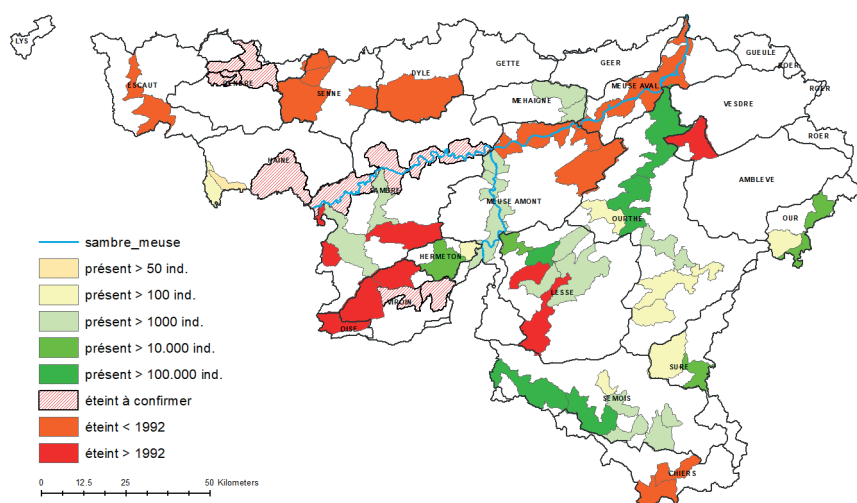 LYS
ESCAUT
DENDRE
SENNE
DYLE
GETTE
GEER
GUEULE
ROER
MEHAIGNE
MEUSE AVAL
VESDRE
ROER
ROER
HAINE
SAMBRE
AMBLEVE
MEUSE AMONT
OURTHE
OUR
HERMETON
LESSE
VIROIN
OISE
SURE
SEMOIS
CHIERS
sambre_meuse
présent > 50 ind.
présent > 100 ind.
présent > 1000 ind.
présent > 10.000 ind.
présent > 100.000 ind.
éteint à confirmer
éteint < 1992
éteint > 1992
0 12.5 25 50 Kilometers